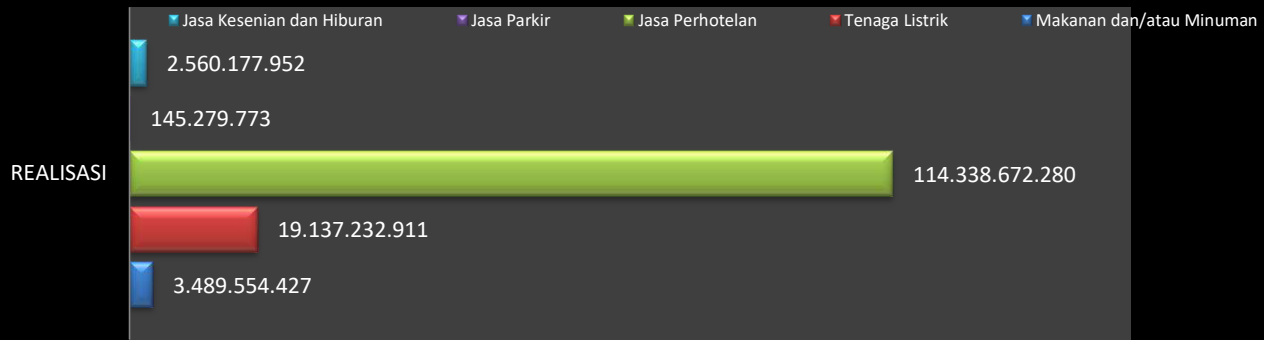 Jasa Kesenian dan Hiburan Jasa Parkir Jasa Perhotelan Tenaga Listrik Makanan dan/atau Minuman
2.560.177.952
145.279.773
REALISASI 114.338.672.280
19.137.232.911
3.489.554.427